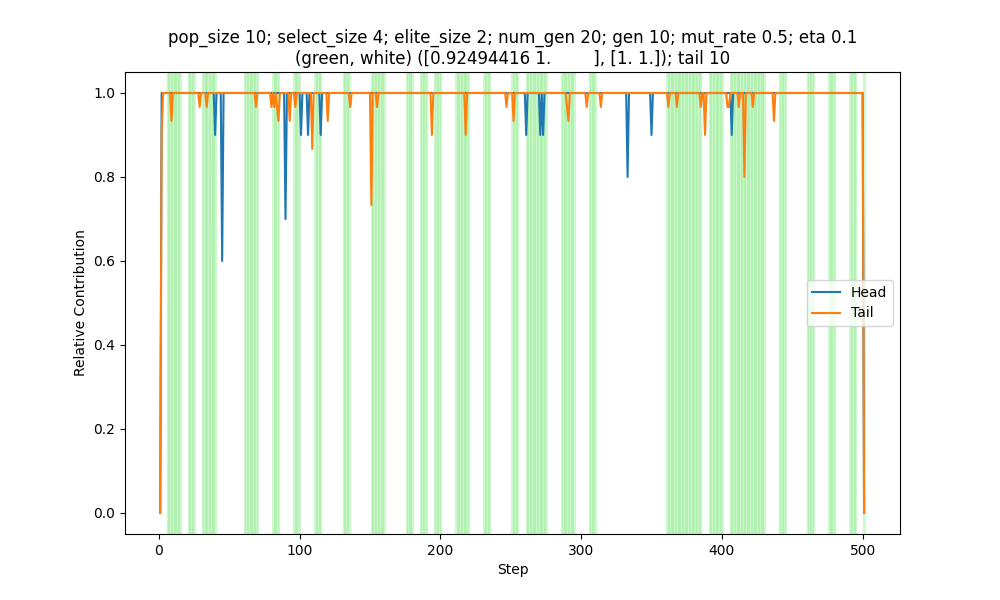 pop_size 10; select_size 4; elite_size 2; num_gen 20; gen 10; mut_rate 0.5; eta 0.1
(green, white) ([0.92494416 1.        ], [1. 1.]); tail 10
1.0
0.8
0.6
0.4
0.2
0.0
Relative Contribution
Head
Tail
0
100
200
300
400
500
Step